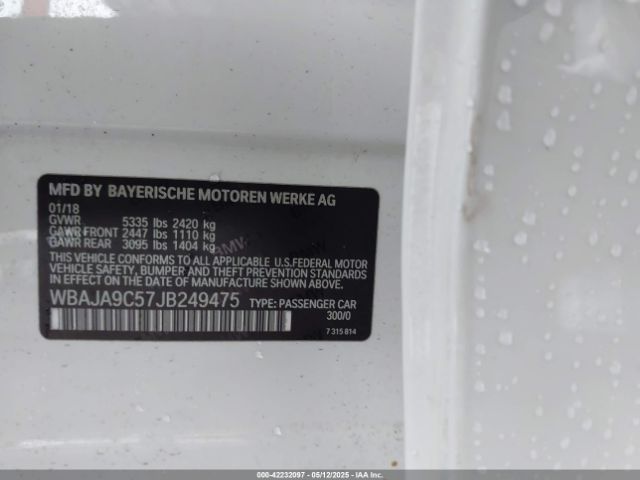 MFD BY BAYERISCHE MOTOREN WERKE AG
01/18
GVWR 5335 lbs 2420 kg
GAWR FRONT 2447 lbs 1110 kg
GAWR REAR 3095 lbs 1404 kg
THIS VEHICLE CONFORMS TO ALL APPLICABLE U.S.FEDERAL MOTOR
VEHICLE SAFETY, BUMPER AND THEFT PREVENTION STANDARDS
IN EFFECT ON THE DATE OF MANUFACTURE SHOWN ABOVE.
WBAJA9C57JB249475 TYPE: PASSENGER CAR
300/0
7 315 814
000-42232097 - 05/12/2025 - IAAI.com